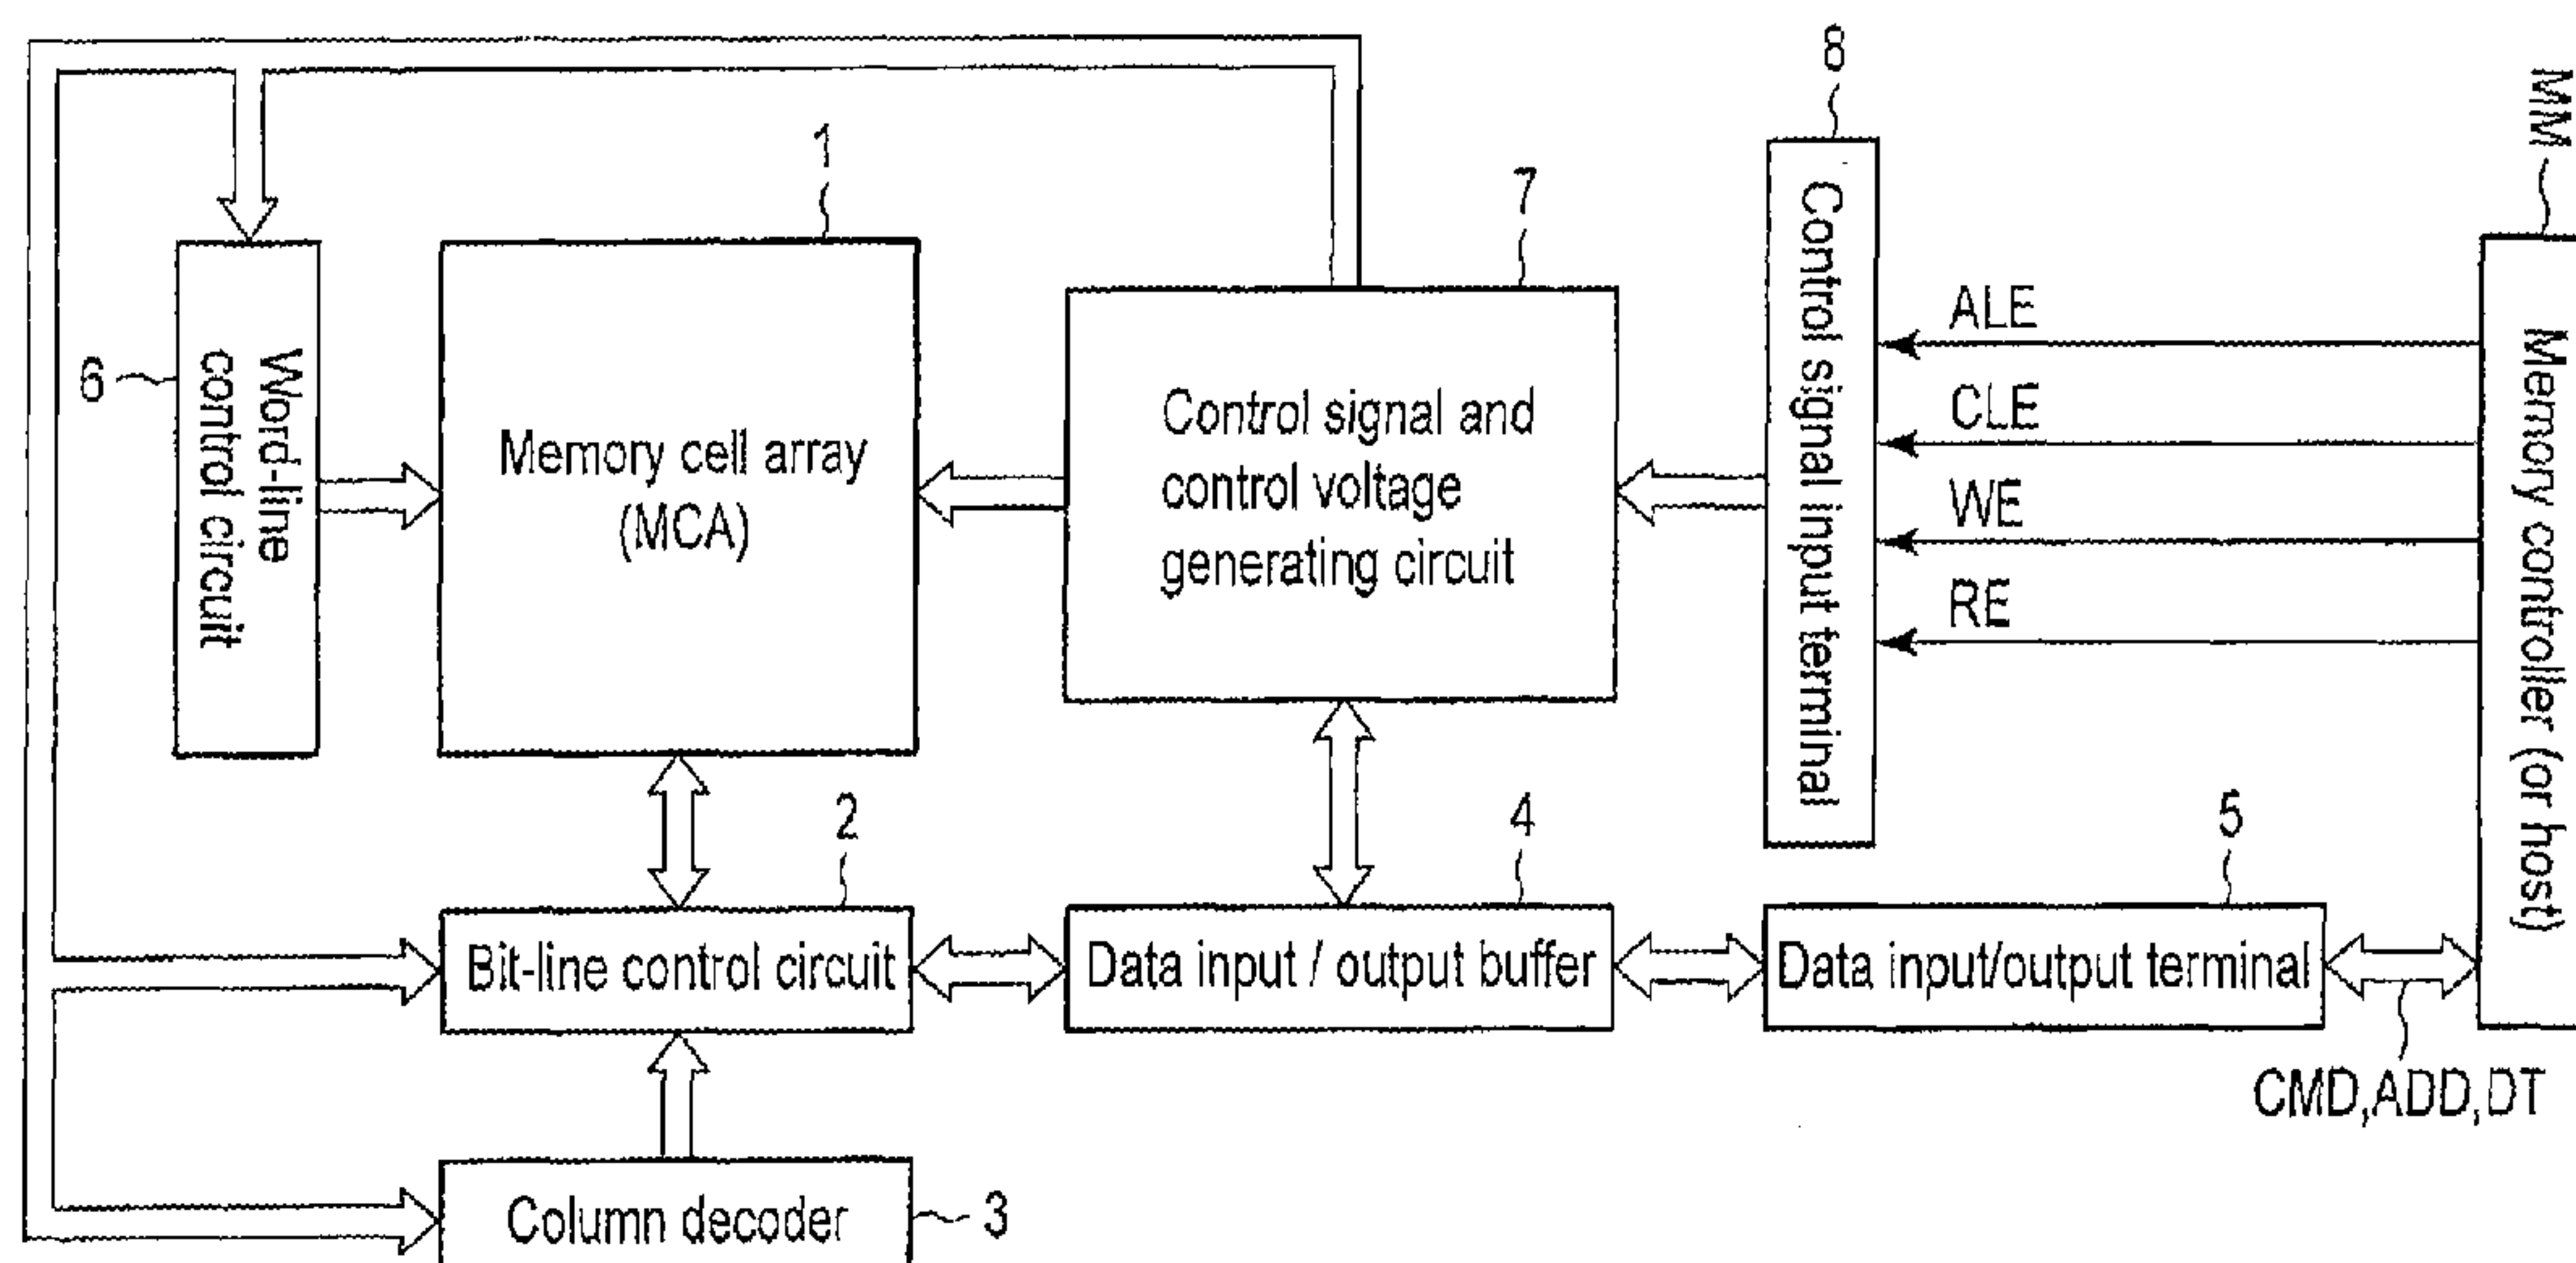 8
MM
1
7
Control signal input terminal
ALE
CLE
WE
RE
Memory controller (or host)
6
Word-line
control circuit
Memory cell array
(MCA)
Control signal and
control voltage
generating circuit
2
4
5
Bit-line control circuit
Data input / output buffer
Data input/output terminal
CMD,ADD,DT
Column decoder
3